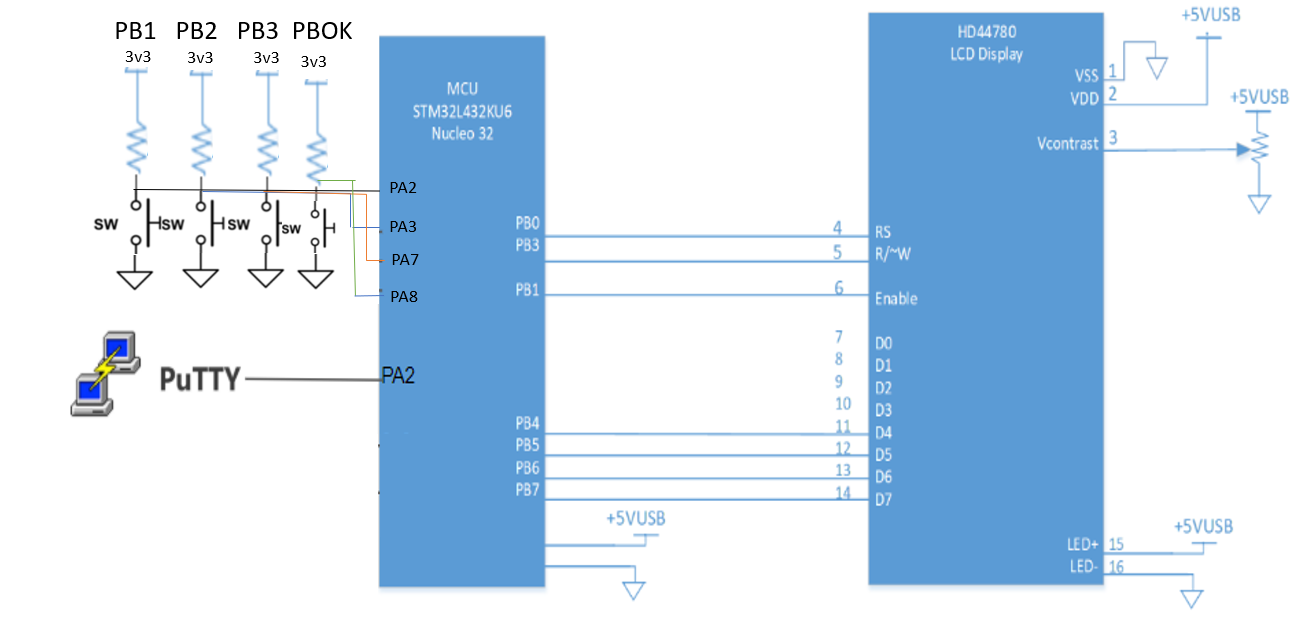 PB1 PB2 PB3 PBOK
3v3 3v3 3v3 3v3
MCU
STM32L432KU6
Nucleo 32
PA2
PA3
PA7
PA8
sw sw sw sw
PuTTY
PA2
PB0
PB3
PB1
PB4
PB5
PB6
PB7
+5VUSB
4
5
6
7
8
9
10
11
12
13
14
HD44780
LCD Display
RS
R/~W
Enable
D0
D1
D2
D3
D4
D5
D6
D7
VSS 1
VDD 2
Vcontrast 3
+5VUSB
+5VUSB
LED+ 15
LED- 16
+5VUSB